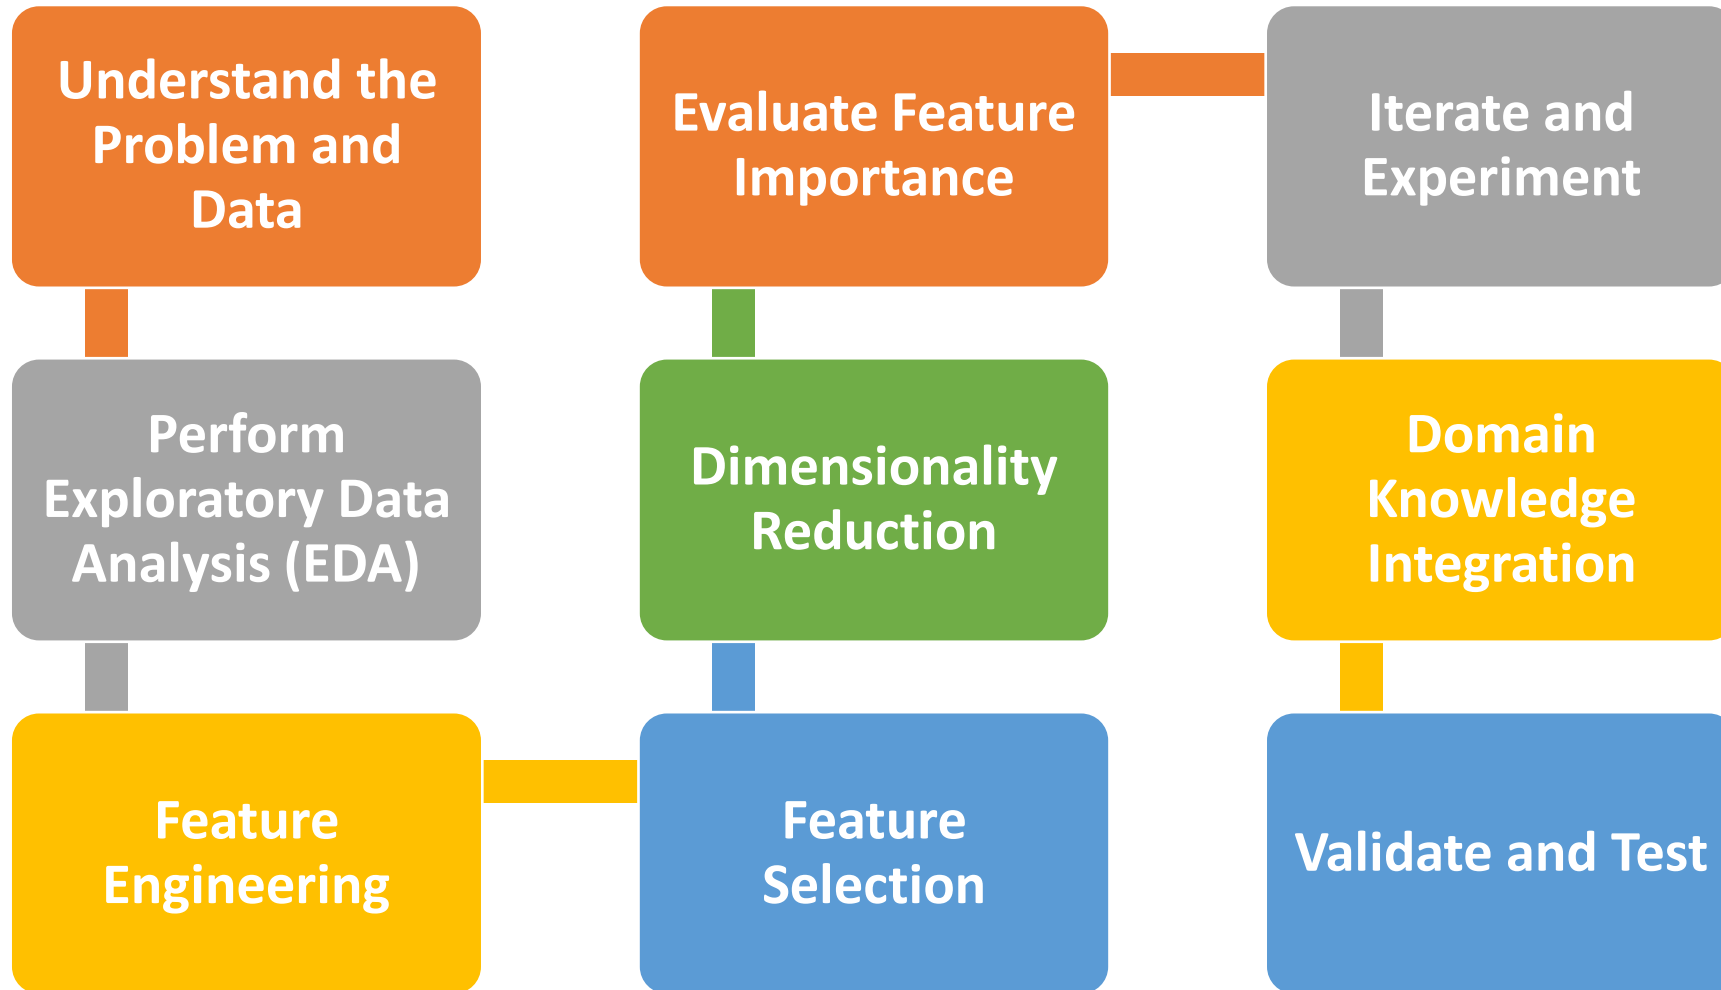 Understand the
Problem and
Data
Perform
Exploratory Data
Analysis (EDA)
Feature
Engineering
Feature
Selection
Dimensionality
Reduction
Evaluate Feature
Importance
Iterate and
Experiment
Domain
Knowledge
Integration
Validate and Test